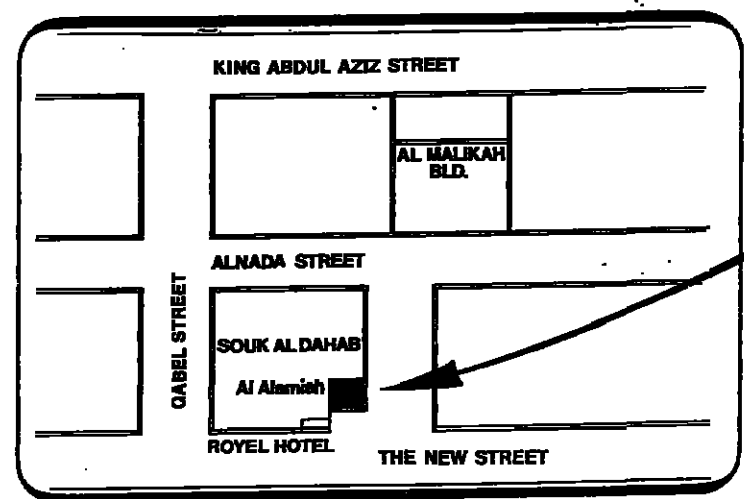 KING ABDUL AZIZ STREET
AL MALIKAH
BLD.
ALNADA STREET
QABEL STREET
SOUK AL DAHAB
Al Alamiah
ROYEL HOTEL
THE NEW STREET